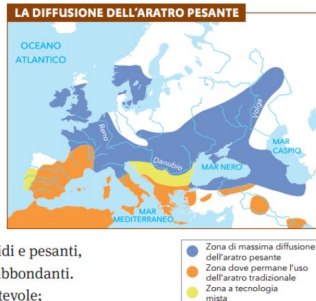 LA DIFFUSIONE DELL'ARATRO PESANTE
OCEANO
ATLANTICO
Reno
Volga
Danubio
MAR NERO
MAR
CASPIO
MAR
MEDITERRANEO
idi e pesanti,
abbondanti.
tevole;
Zona di massima diffusione
dell'aratro pesante
Zona dove permane l'uso
dell'aratro tradizionale
Zona a tecnologia
mista